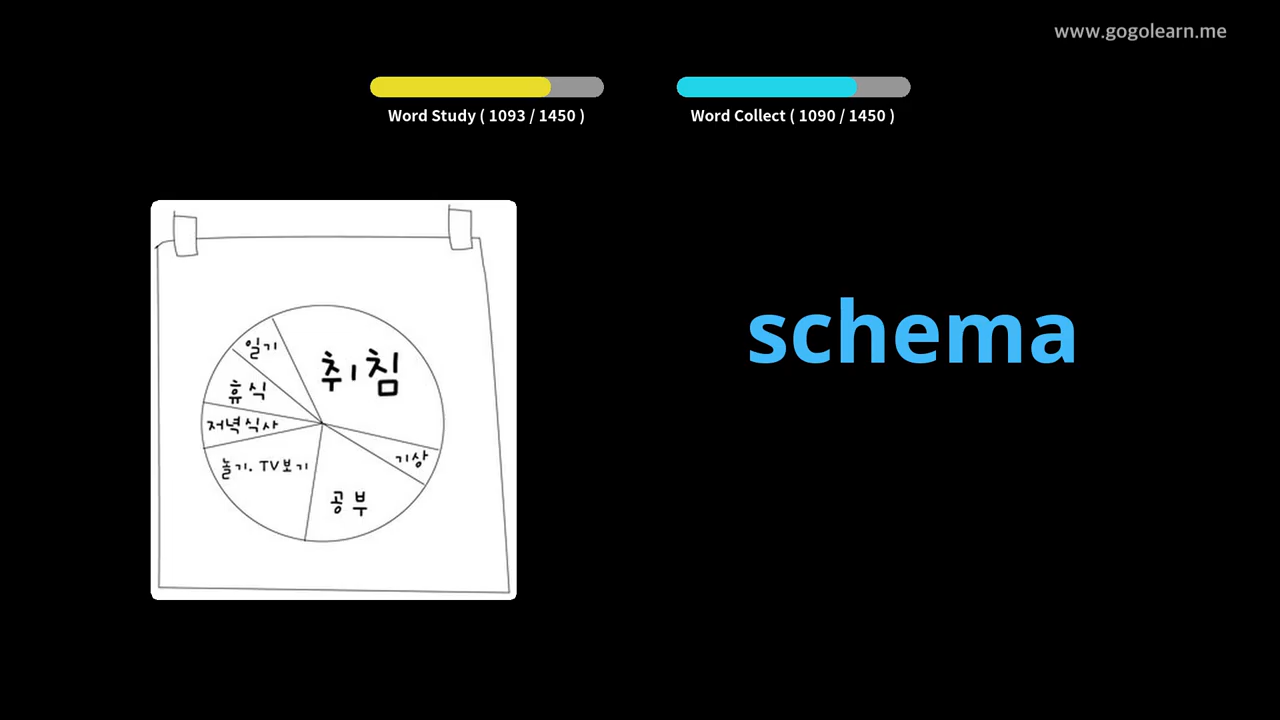 www.gogolearn.me
Word Study ( 1093 / 1450 )
Word Collect ( 1090 / 1450 )
일기
취침
휴식
저녁식사
놀기. TV보기
기상
공부
schema